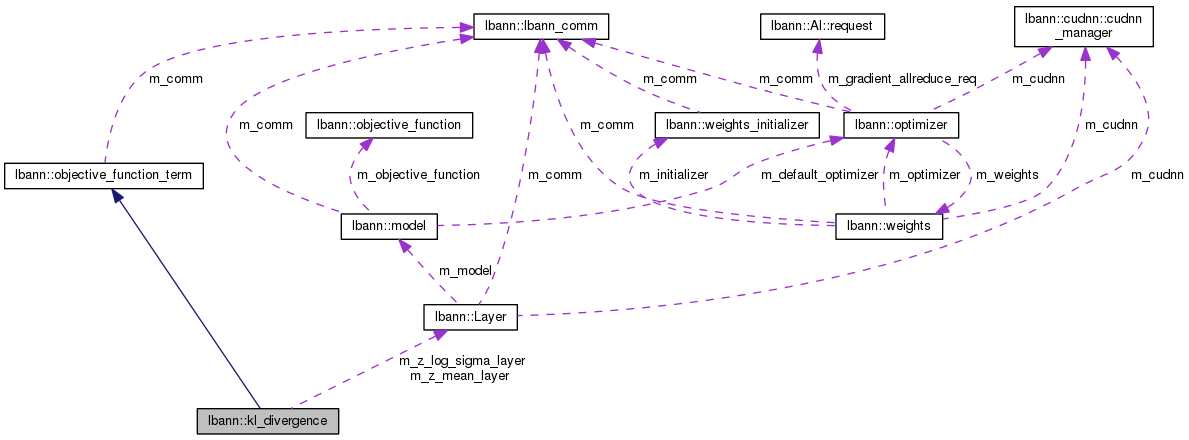 lbann::lbann_comm
lbann::Al::request
lbann::cudnn::cudnn
_manager
m_comm
m_comm
m_comm
m_gradient_allreduce_req
m_cudnn
m_comm
lbann::objective_function
m_comm
lbann::weights_initializer
lbann::optimizer
m_cudnn
lbann::objective_function_term
m_objective_function
m_comm
m_initializer
m_default_optimizer
m_optimizer
m_weights
m_cudnn
lbann::model
lbann::weights
m_model
lbann::Layer
m_z_log_sigma_layer
m_z_mean_layer
lbann::kl_divergence